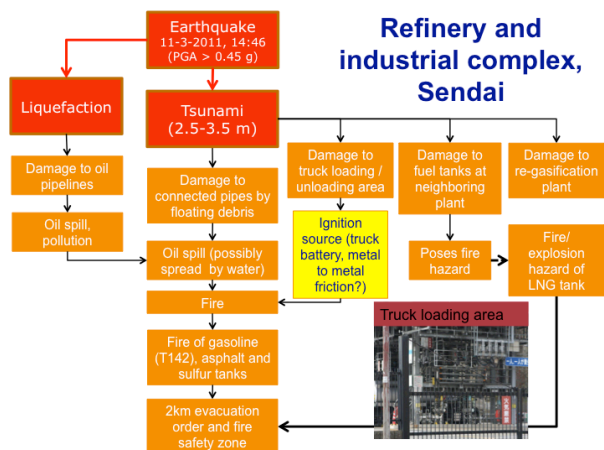 Earthquake
11-3-2011, 14:46
(PGA > 0.45 g)
Refinery and
industrial complex,
Sendai
Liquefaction
Tsunami
(2.5-3.5 m)
Damage to oil
pipelines
Damage to
connected pipes by
floating debris
Damage to
truck loading /
unloading area
Damage to
fuel tanks at
neighboring
plant
Damage to
re-gasification
plant
Oil spill,
pollution
Oil spill (possibly
spread by water)
Ignition
source (truck
battery, metal
to metal
friction?)
Poses fire
hazard
Fire/
explosion
hazard of
LNG tank
Fire
Fire of gasoline
(T142), asphalt and
sulfur tanks
2km evacuation
order and fire
safety zone
Truck loading area